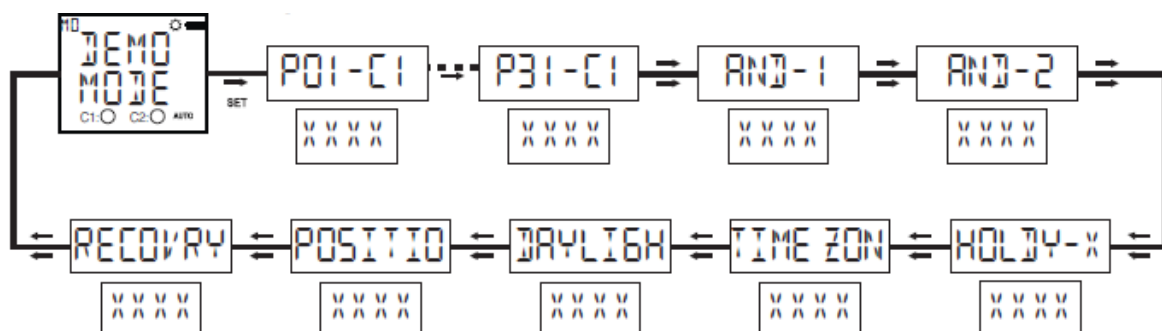 MO
DEMO
MODE
C1: C2: AUTO
SET
P01-C1
P31-C1
AND-1
AND-2
XXXX
XXXX
XXXX
XXXX
RECOVRY
POSITIO
DAYLIGH
TIME ZON
HOLDY-X
XXXX
XXXX
XXXX
XXXX
XXXX